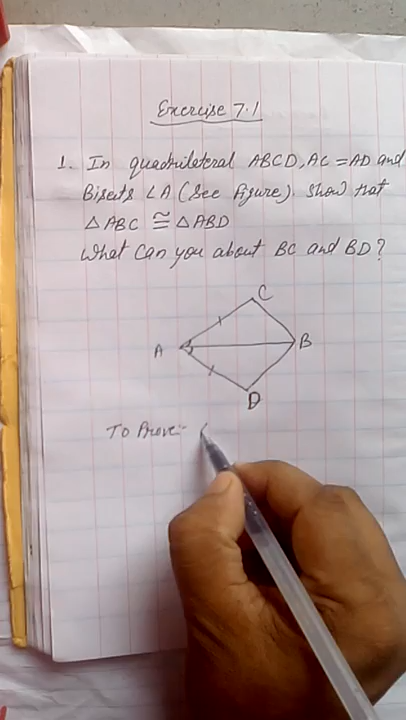 Exercise 7.1
1. In quadrilateral ABCD, AC = AD and
Bisects ∠A (See figure). Show that
△ABC ≅ △ABD
What can you about BC and BD?
C
A
B
D
To Prove:- (